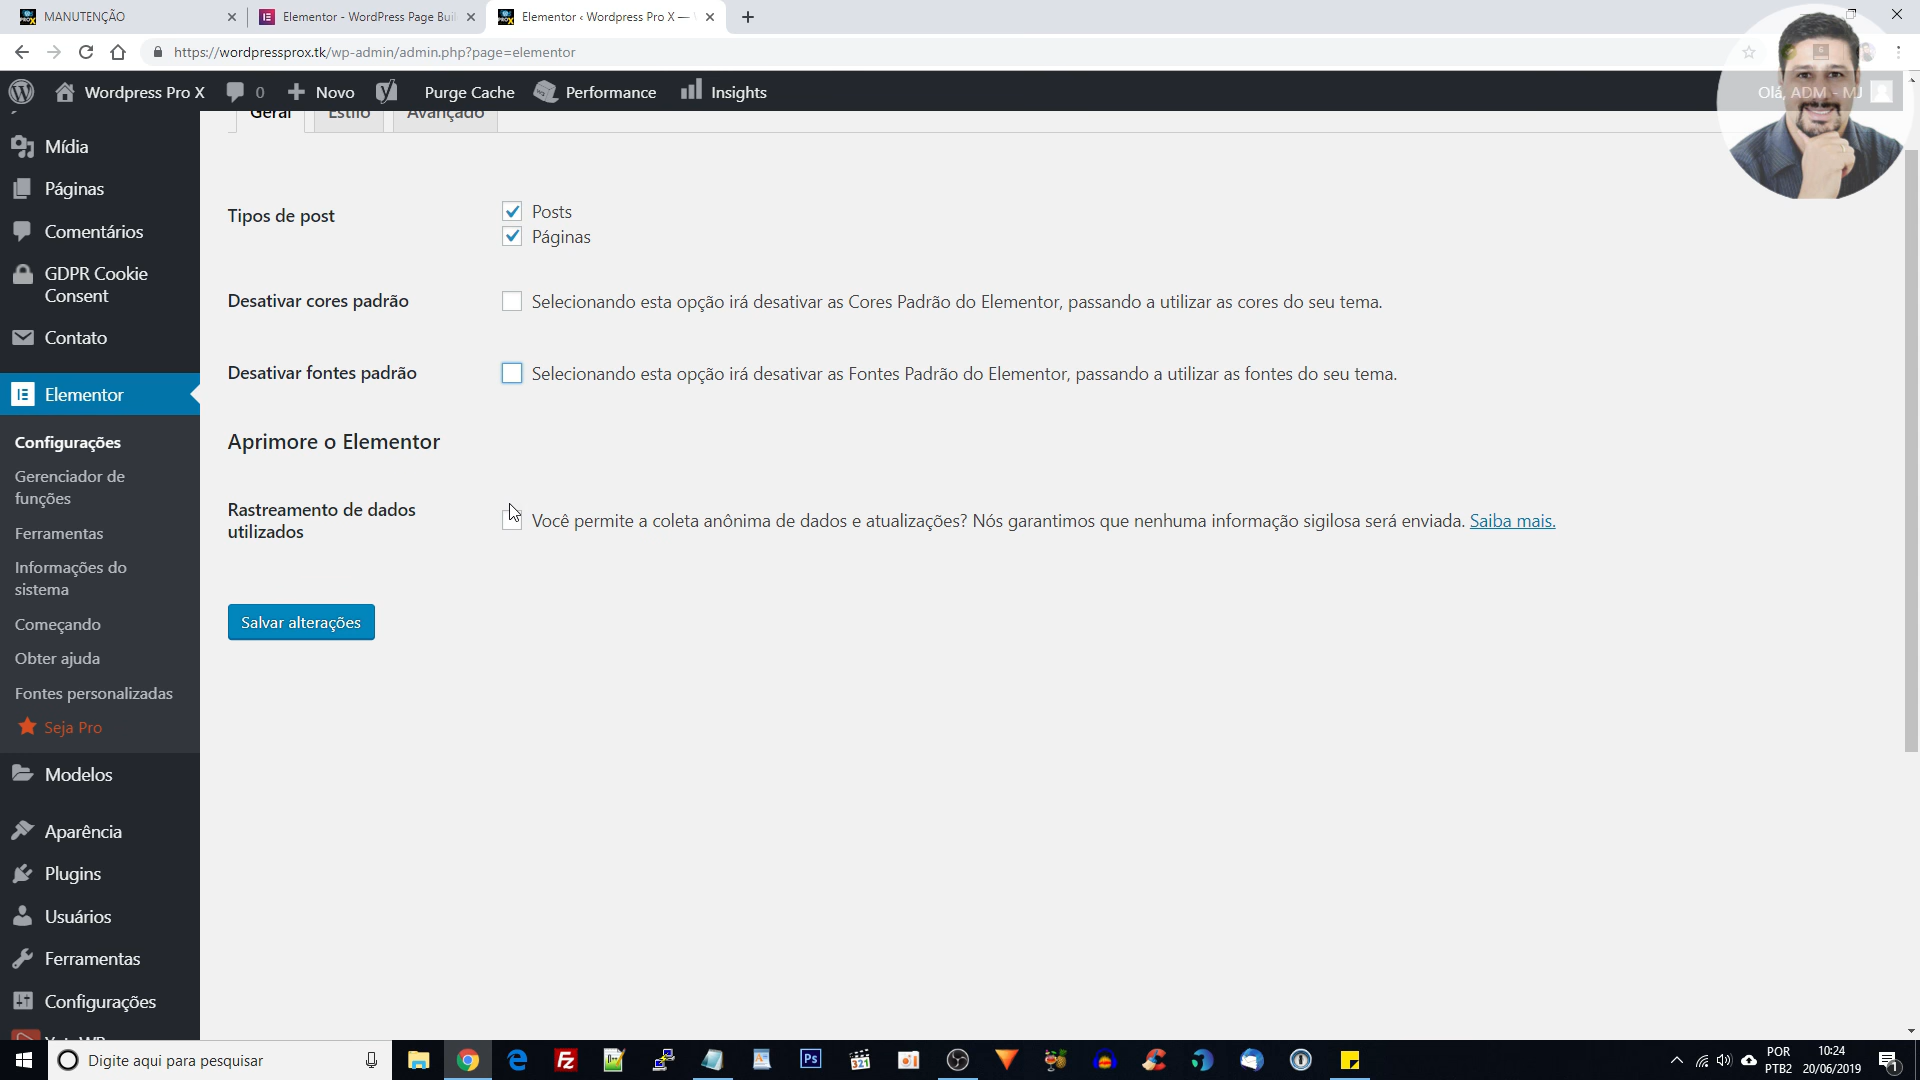 MANUTENÇÃO
Elementor - WordPress Page Buil
Elementor ‹ Wordpress Pro X —
https://wordpressprox.tk/wp-admin/admin.php?page=elementor
Wordpress Pro X
0
Novo
Purge Cache
Performance
Insights
Olá, ADM - MJ
Geral
Estilo
Avançado
Mídia
Páginas
Comentários
GDPR Cookie
Consent
Contato
Elementor
Configurações
Gerenciador de
funções
Ferramentas
Informações do
sistema
Começando
Obter ajuda
Fontes personalizadas
Seja Pro
Modelos
Aparência
Plugins
Usuários
Ferramentas
Configurações
Tipos de post
Posts
Páginas
Desativar cores padrão
Selecionando esta opção irá desativar as Cores Padrão do Elementor, passando a utilizar as cores do seu tema.
Desativar fontes padrão
Selecionando esta opção irá desativar as Fontes Padrão do Elementor, passando a utilizar as fontes do seu tema.
Aprimore o Elementor
Rastreamento de dados
utilizados
Você permite a coleta anônima de dados e atualizações? Nós garantimos que nenhuma informação sigilosa será enviada. Saiba mais.
Salvar alterações
Digite aqui para pesquisar
POR
PTB2
10:24
20/06/2019
1